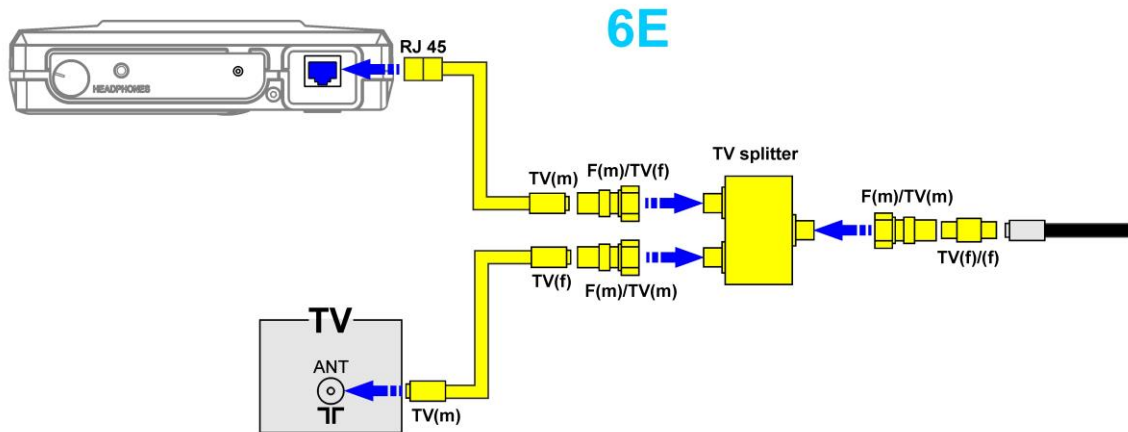 6E
RJ 45
HEADPHONES
TV splitter
TV(m)
F(m)/TV(f)
F(m)/TV(m)
TV(f)/(f)
TV(f)
F(m)/TV(m)
TV
ANT
TV(m)